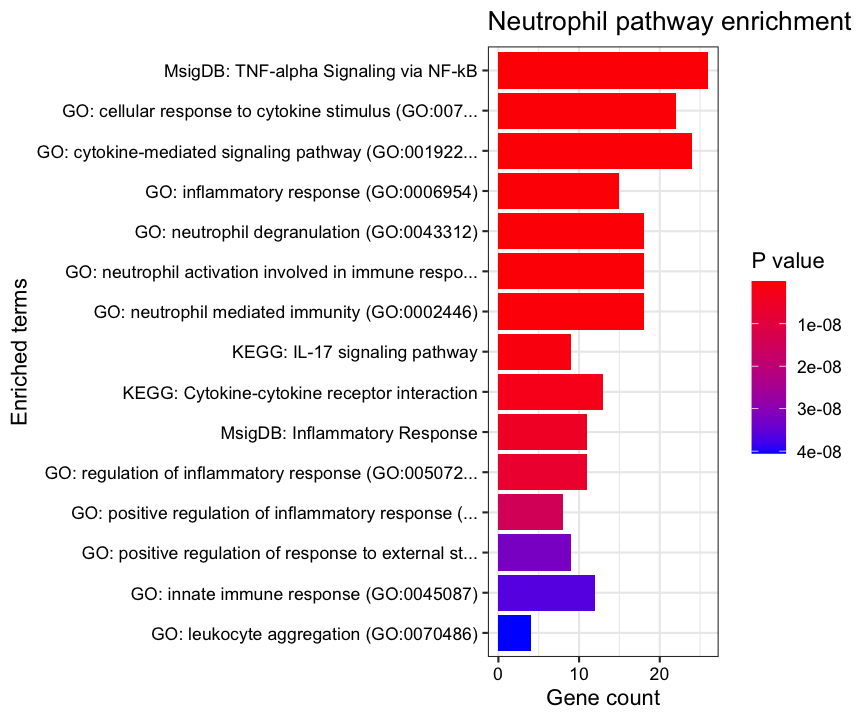 Neutrophil pathway enrichment
Enriched terms
MsigDB: TNF-alpha Signaling via NF-kB
GO: cellular response to cytokine stimulus (GO:007...
GO: cytokine-mediated signaling pathway (GO:001922...
GO: inflammatory response (GO:0006954)
GO: neutrophil degranulation (GO:0043312)
GO: neutrophil activation involved in immune respo...
GO: neutrophil mediated immunity (GO:0002446)
KEGG: IL-17 signaling pathway
KEGG: Cytokine-cytokine receptor interaction
MsigDB: Inflammatory Response
GO: regulation of inflammatory response (GO:005072...
GO: positive regulation of inflammatory response (...
GO: positive regulation of response to external st...
GO: innate immune response (GO:0045087)
GO: leukocyte aggregation (GO:0070486)
0 10 20
Gene count
P value
1e-08
2e-08
3e-08
4e-08